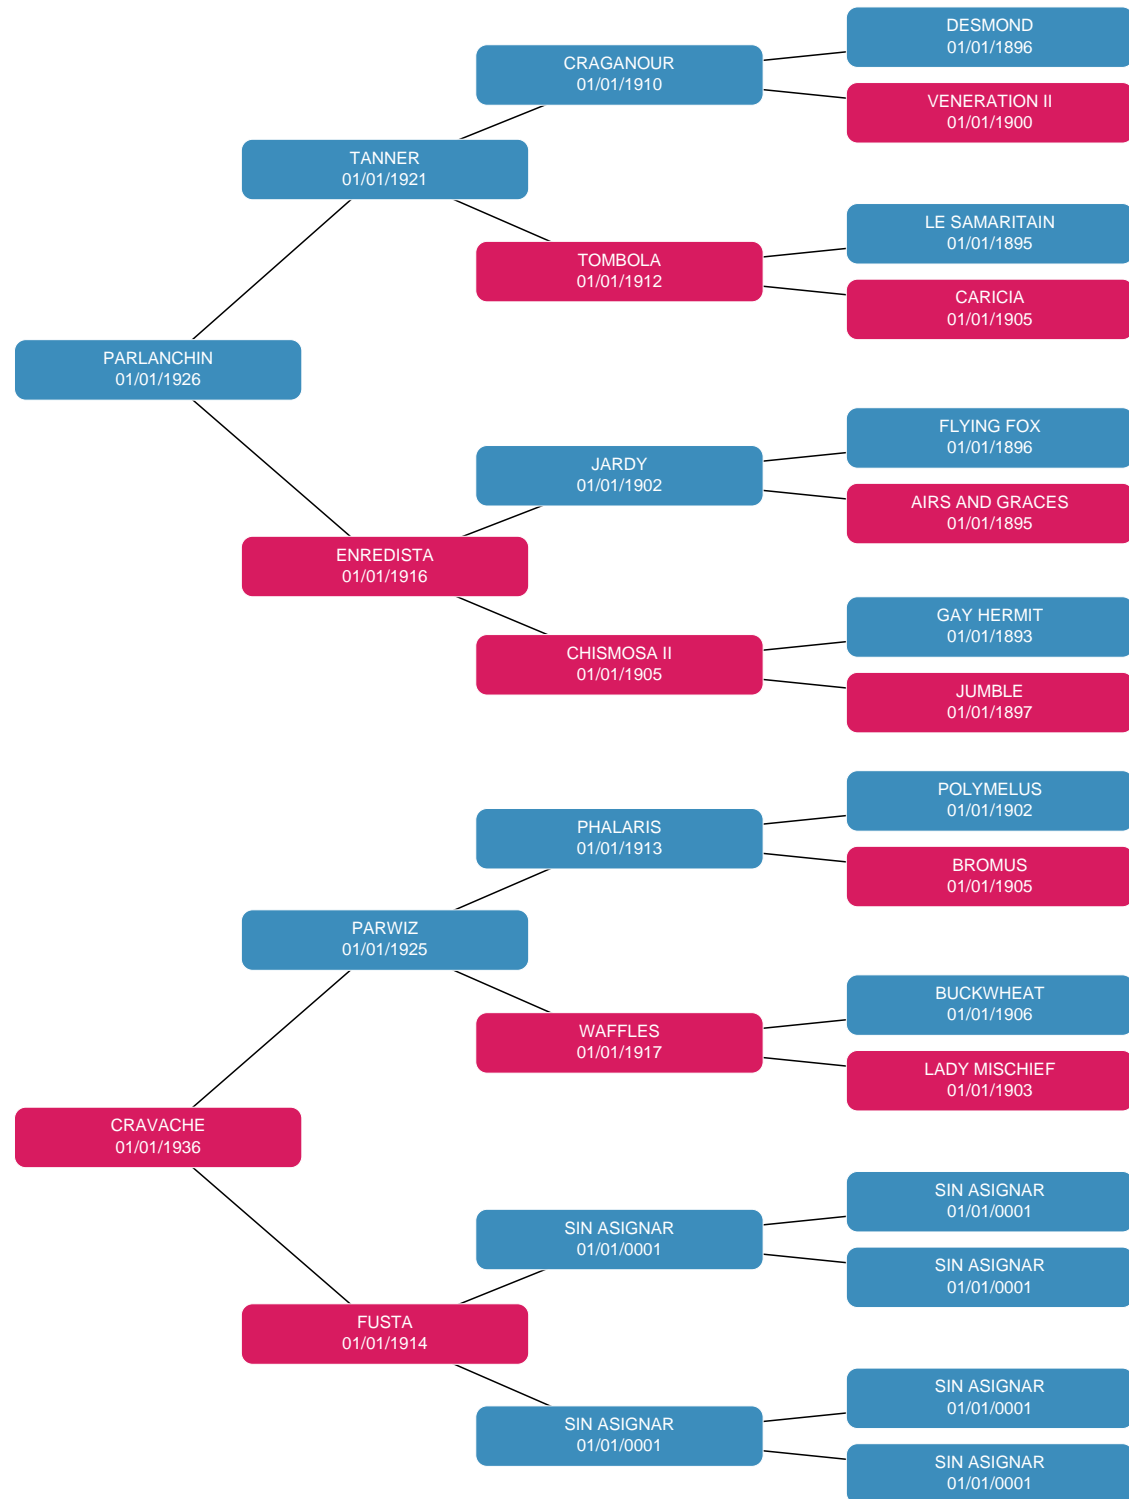 DESMOND
01/01/1896
CRAGANOUR
01/01/1910
VENERATION II
01/01/1900
TANNER
01/01/1921
LE SAMARITAIN
01/01/1895
TOMBOLA
01/01/1912
CARICIA
01/01/1905
PARLANCHIN
01/01/1926
FLYING FOX
01/01/1896
JARDY
01/01/1902
AIRS AND GRACES
01/01/1895
ENREDISTA
01/01/1916
GAY HERMIT
01/01/1893
CHISMOSA II
01/01/1905
JUMBLE
01/01/1897
POLYMELUS
01/01/1902
PHALARIS
01/01/1913
BROMUS
01/01/1905
PARWIZ
01/01/1925
BUCKWHEAT
01/01/1906
WAFFLES
01/01/1917
LADY MISCHIEF
01/01/1903
CRAVACHE
01/01/1936
SIN ASIGNAR
01/01/0001
SIN ASIGNAR
01/01/0001
SIN ASIGNAR
01/01/0001
FUSTA
01/01/1914
SIN ASIGNAR
01/01/0001
SIN ASIGNAR
01/01/0001
SIN ASIGNAR
01/01/0001